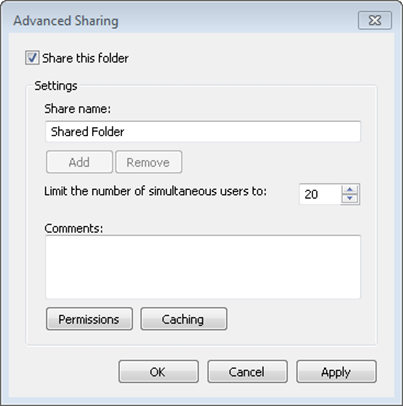 Advanced Sharing
Share this folder
Settings
Share name:
Shared Folder
Add Remove
Limit the number of simultaneous users to: 20
Comments:
Permissions Caching
OK Cancel Apply